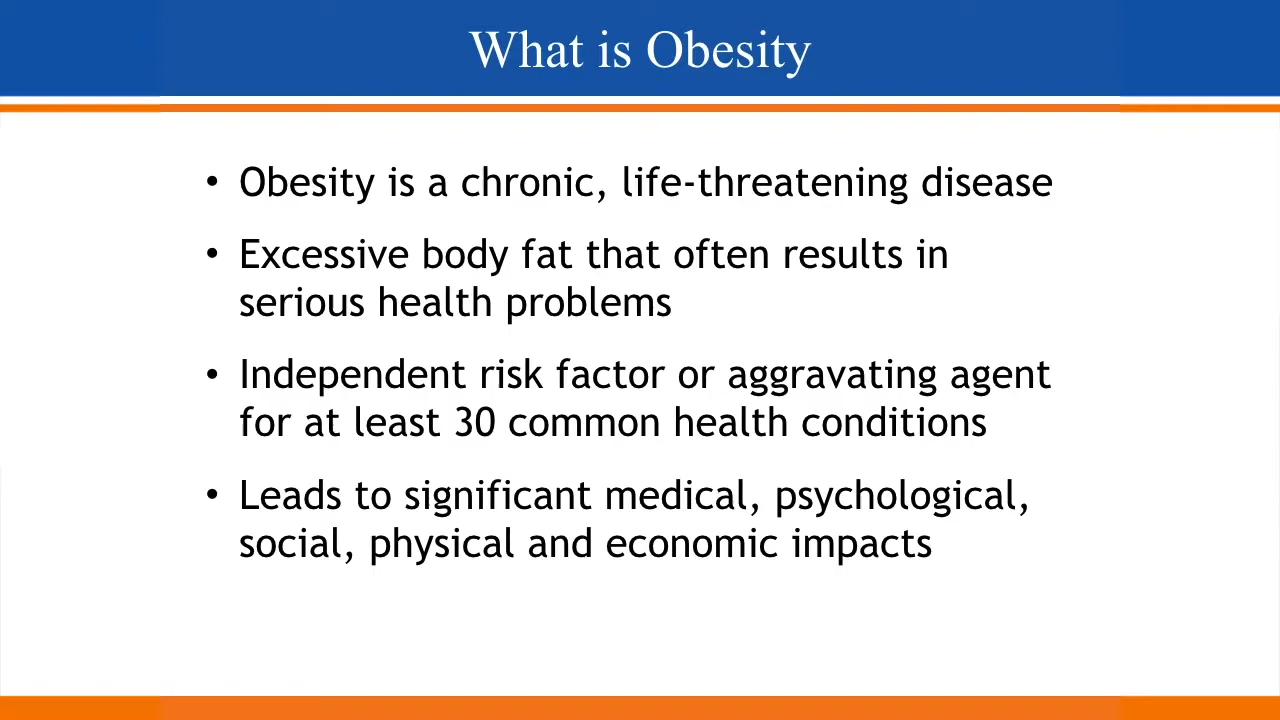 What is Obesity
• Obesity is a chronic, life-threatening disease
• Excessive body fat that often results in
serious health problems
• Independent risk factor or aggravating agent
for at least 30 common health conditions
• Leads to significant medical, psychological,
social, physical and economic impacts